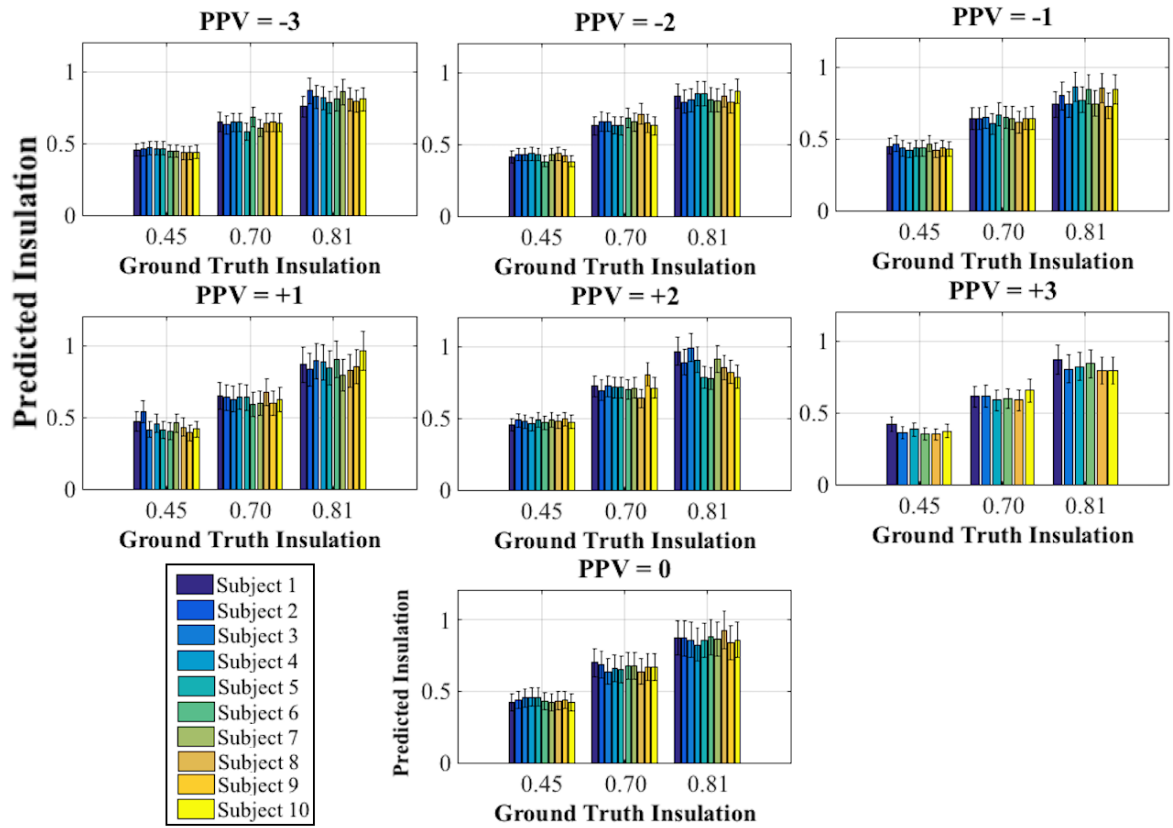 PPV = -3
PPV = -2
PPV = -1
Predicted Insulation
1
0.5
0
0.45 0.70 0.81
Ground Truth Insulation
1
0.5
0
0.45 0.70 0.81
Ground Truth Insulation
1
0.5
0
0.45 0.70 0.81
Ground Truth Insulation
PPV = +1
PPV = +2
PPV = +3
1
0.5
0
0.45 0.70 0.81
Ground Truth Insulation
1
0.5
0
0.45 0.70 0.81
Ground Truth Insulation
1
0.5
0
0.45 0.70 0.81
Ground Truth Insulation
Subject 1
Subject 2
Subject 3
Subject 4
Subject 5
Subject 6
Subject 7
Subject 8
Subject 9
Subject 10
PPV = 0
Predicted Insulation
1
0.5
0
0.45 0.70 0.81
Ground Truth Insulation